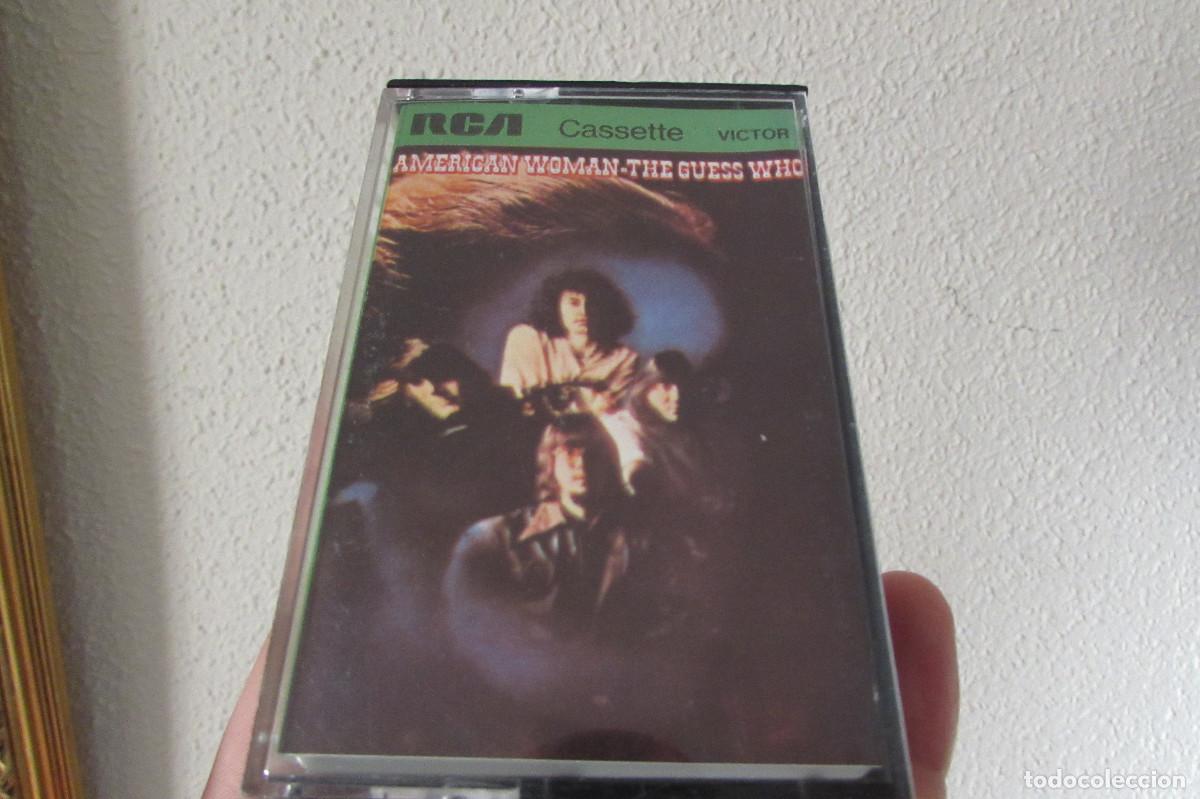 RCA Cassette VICTOR
AMERICAN WOMAN-THE GUESS WHO
todocoleccion